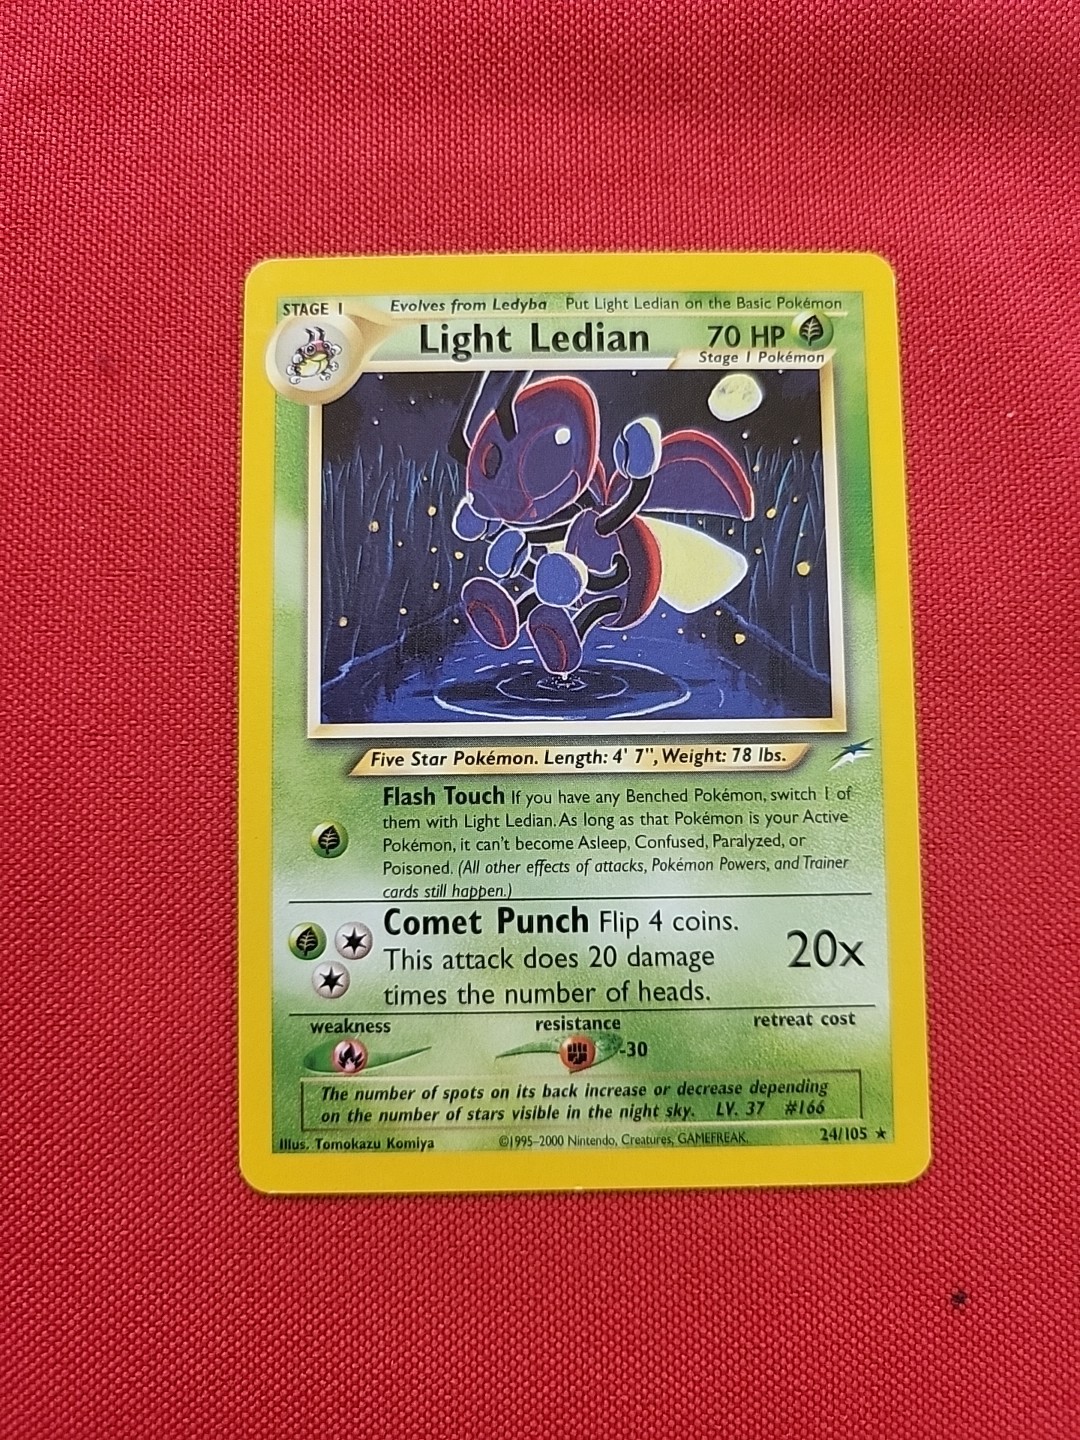 STAGE 1
Evolves from Ledyba Put Light Ledian on the Basic Pokémon
Light Ledian 70 HP
Stage 1 Pokémon
Five Star Pokémon. Length: 4' 7", Weight: 78 lbs.
Flash Touch If you have any Benched Pokémon, switch 1 of
them with Light Ledian. As long as that Pokémon is your Active
Pokémon, it can't become Asleep, Confused, Paralyzed, or
Poisoned. (All other effects of attacks, Pokémon Powers, and Trainer
cards still happen.)
Comet Punch Flip 4 coins.
This attack does 20 damage
times the number of heads.
20x
weakness resistance retreat cost
-30
The number of spots on its back increase or decrease depending
on the number of stars visible in the night sky. LV. 37 #166
Illus. Tomokazu Komiya ©1995–2000 Nintendo, Creatures, GAMEFREAK. 24/105 ★